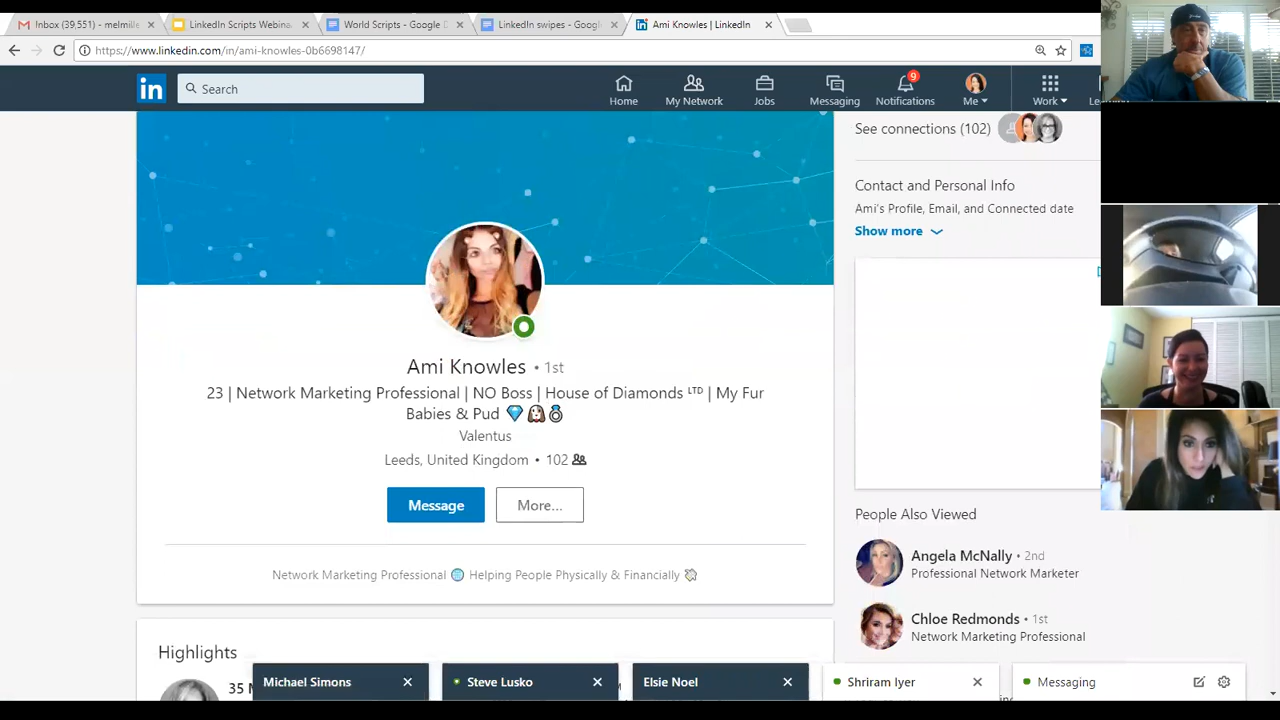 Inbox (39,551) - melmille
LinkedIn Scripts Webina
World Scripts - Google
LinkedIn swipes - Goog
Ami Knowles | LinkedIn
https://www.linkedin.com/in/ami-knowles-0b6698147/
in
Search
Home
My Network
Jobs
Messaging
9
Notifications
Me
Work
See connections (102)
Contact and Personal Info
Ami's Profile, Email, and Connected date
Show more
Ami Knowles • 1st
23 | Network Marketing Professional | NO Boss | House of Diamonds ᴸᵀᴰ | My Fur
Babies & Pud 💎🐶💍
Valentus
Leeds, United Kingdom • 102
Message
More...
Network Marketing Professional 🌐 Helping People Physically & Financially 💸
People Also Viewed
Angela McNally • 2nd
Professional Network Marketer
Chloe Redmonds • 1st
Network Marketing Professional
Highlights
35
Michael Simons
Steve Lusko
Elsie Noel
Shriram Iyer
Messaging